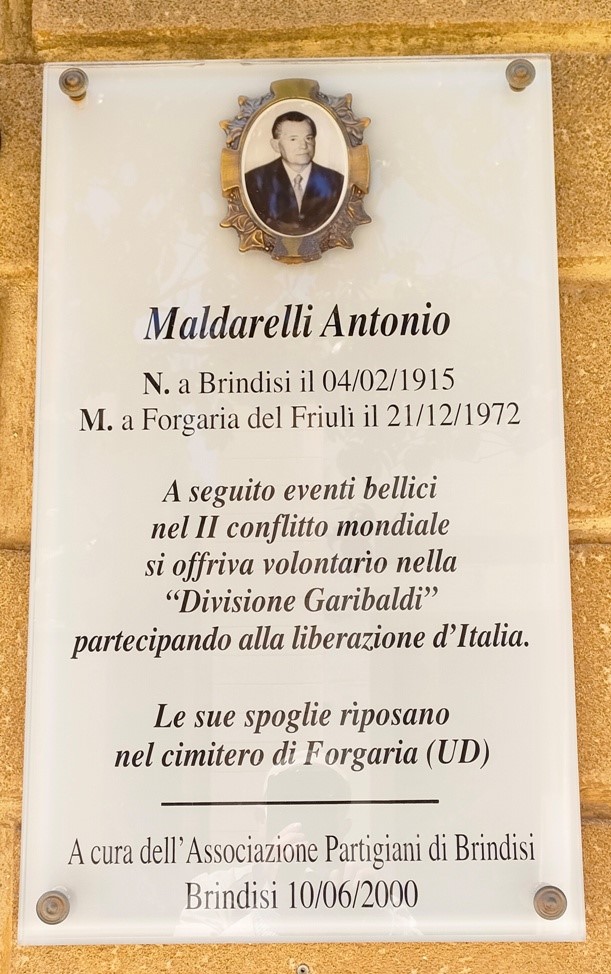 Maldarelli Antonio
N. a Brindisi il 04/02/1915
M. a Forgaria del Friulì il 21/12/1972
A seguito eventi bellici
nel II conflitto mondiale
si offriva volontario nella
“Divisione Garibaldi”
partecipando alla liberazione d’Italia.
Le sue spoglie riposano
nel cimitero di Forgaria (UD)
A cura dell’Associazione Partigiani di Brindisi
Brindisi 10/06/2000